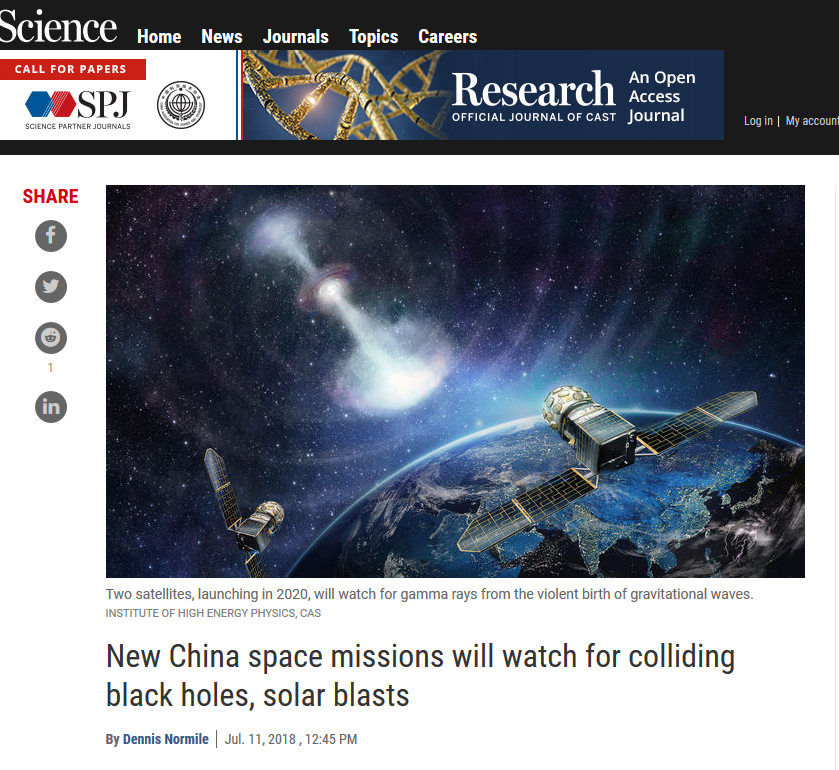 Science
Home News Journals Topics Careers
CALL FOR PAPERS
SPJ
SCIENCE PARTNER JOURNALS
Research
OFFICIAL JOURNAL OF CAST
An Open
Access
Journal
Log in | My account
SHARE
1
Two satellites, launching in 2020, will watch for gamma rays from the violent birth of gravitational waves.
INSTITUTE OF HIGH ENERGY PHYSICS, CAS
New China space missions will watch for colliding
black holes, solar blasts
By Dennis Normile | Jul. 11, 2018 , 12:45 PM